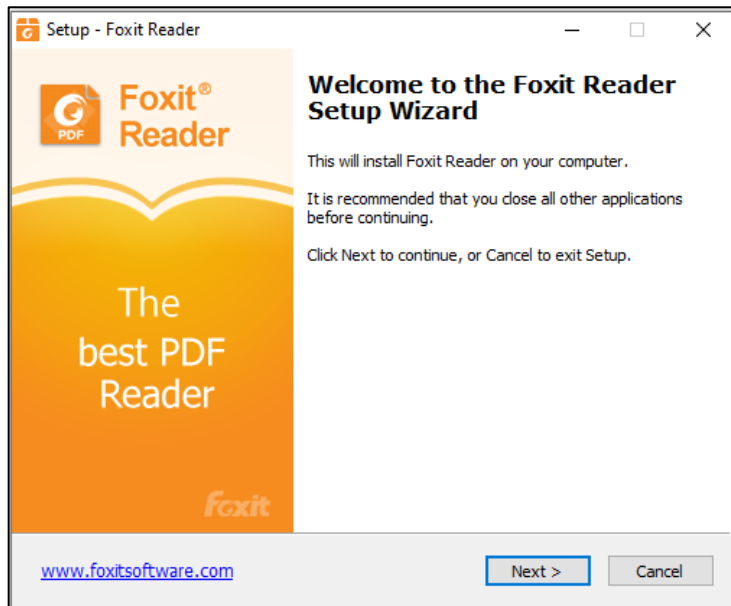 Setup - Foxit Reader
Foxit®
Reader
PDF
The
best PDF
Reader
Foxit
Welcome to the Foxit Reader
Setup Wizard
This will install Foxit Reader on your computer.
It is recommended that you close all other applications
before continuing.
Click Next to continue, or Cancel to exit Setup.
www.foxitsoftware.com
Next >
Cancel